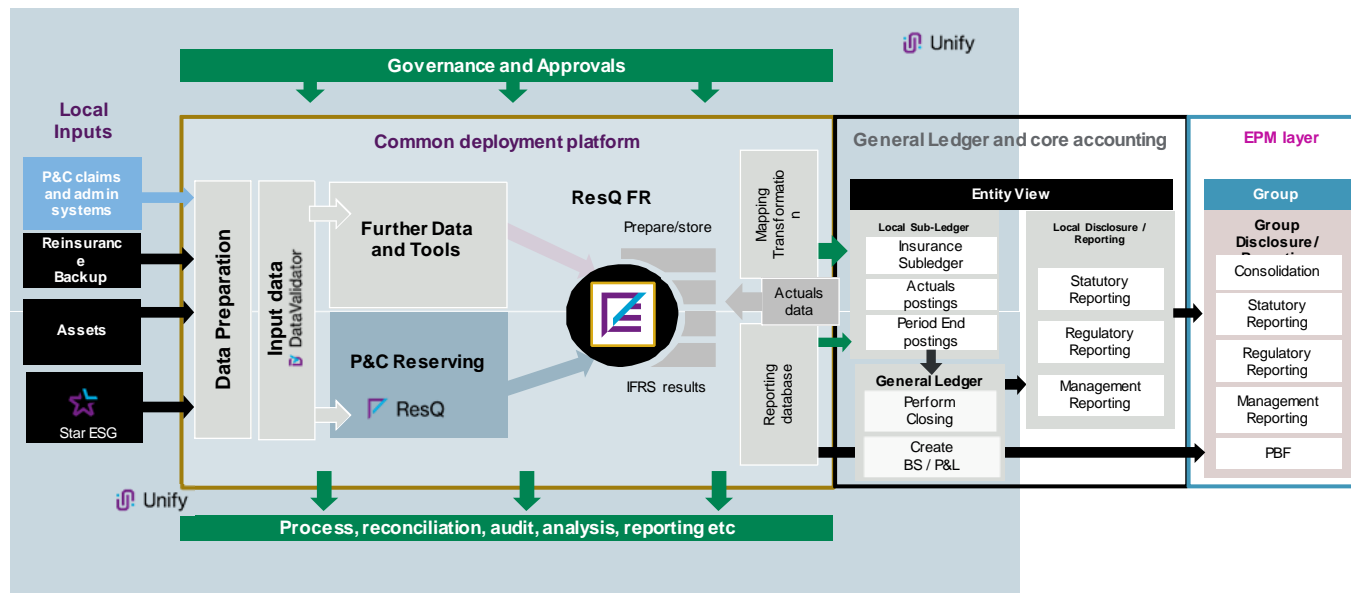 Unify
Governance and Approvals
Local
Inputs
P&C claims
and admin
systems
Reinsuranc
e
Backup
Assets
Star ESG
Common deployment platform
Data Preparation
Input data
DataValidator
Further Data
and Tools
P&C Reserving
ResQ
ResQ FR
Prepare/store
IFRS results
Mapping
Transformatio
n
Actuals
data
Reporting
database
General Ledger and core accounting
Entity View
Local Sub-Ledger
Insurance
Subledger
Actuals
postings
Period End
postings
General Ledger
Perform
Closing
Create
BS / P&L
Local Disclosure /
Reporting
Statutory
Reporting
Regulatory
Reporting
Management
Reporting
EPM layer
Group
Group
Disclosure/
Consolidation
Statutory
Reporting
Regulatory
Reporting
Management
Reporting
PBF
Unify
Process, reconciliation, audit, analysis, reporting etc